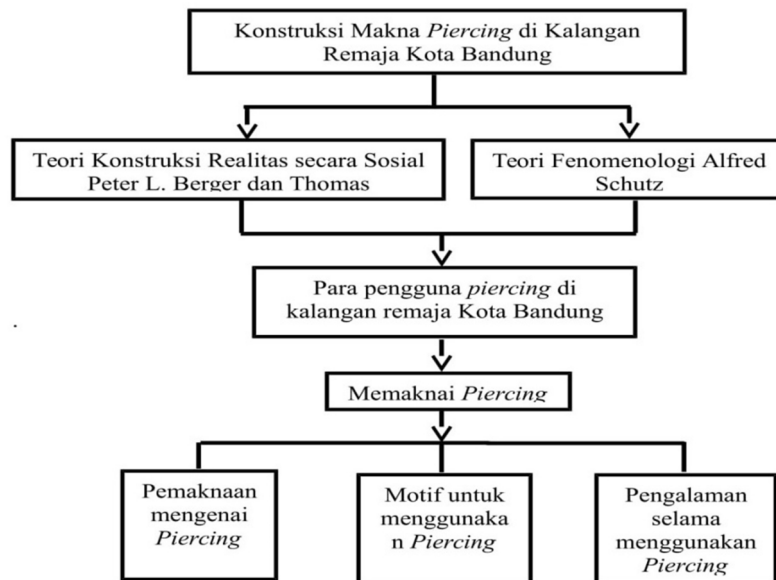 Konstruksi Makna Piercing di Kalangan
Remaja Kota Bandung
Teori Konstruksi Realitas secara Sosial
Peter L. Berger dan Thomas
Teori Fenomenologi Alfred
Schutz
Para pengguna piercing di
kalangan remaja Kota Bandung
Memaknai Piercing
Pemaknaan
mengenai
Piercing
Motif untuk
menggunaka
n Piercing
Pengalaman
selama
menggunakan
Piercing